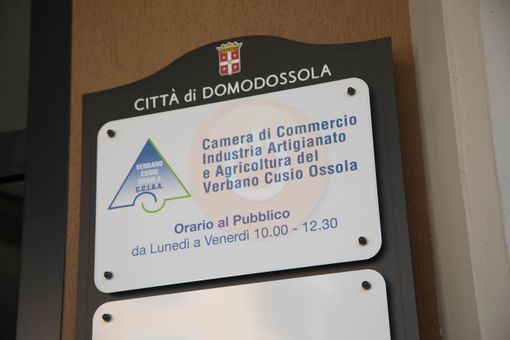 CITTÀ di DOMODOSSOLA
VERBANO
CUSIO
OSSOLA
C.C.I.A.A.
Camera di Commercio
Industria Artigianato
e Agricoltura del
Verbano Cusio Ossola
Orario al Pubblico
da Lunedì a Venerdì 10.00 - 12.30